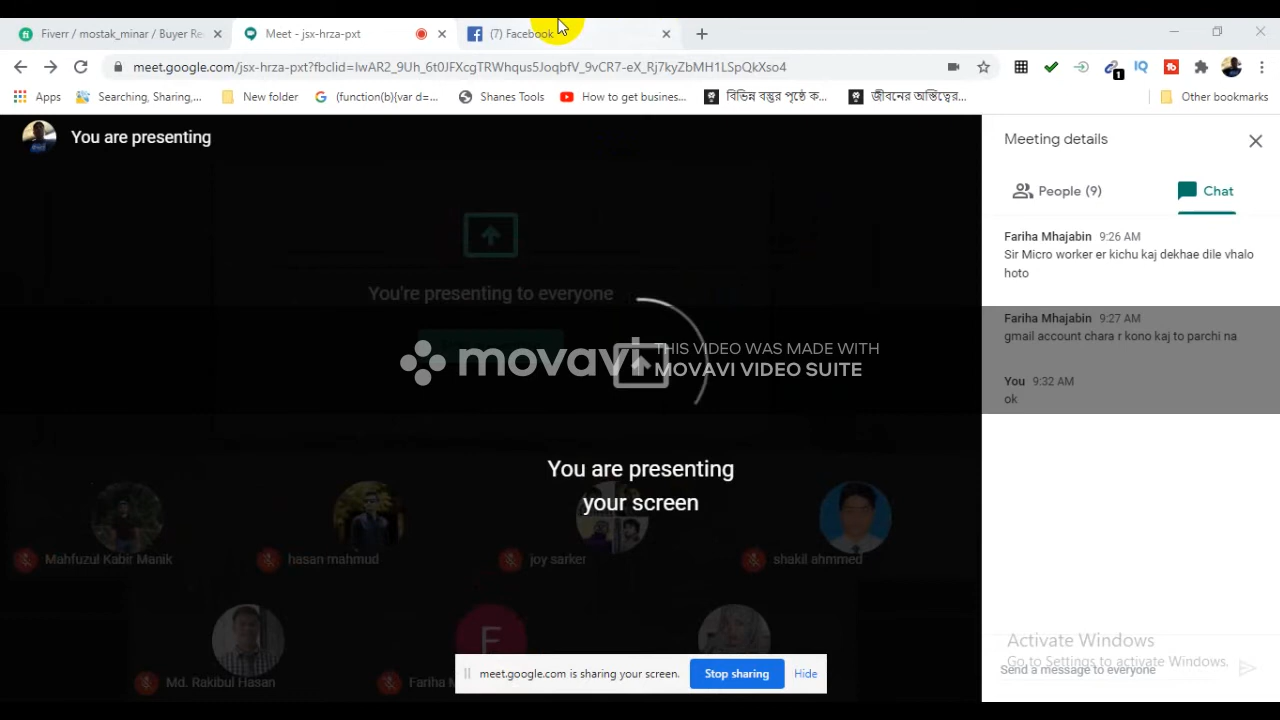 Fiverr / mostak_minar / Buyer Re
Meet - jsx-hrza-pxt
(7) Facebook
meet.google.com/jsx-hrza-pxt?fbclid=IwAR2_9Uh_6t0JFXcqTRWhqus5JoqbfV_9vCR7-eX_Rj7kyZbMH1LSpQkXso4
1
IQ
Apps
Searching, Sharing,...
New folder
(function(b){var d=...
Shanes Tools
How to get busines...
বিভিন্ন বস্তুর পৃষ্ঠে ক...
জীবনের অস্তিত্বের...
Other bookmarks
You are presenting
Meeting details
People (9)
Chat
Fariha Mhajabin 9:26 AM
Sir Micro worker er kichu kaj dekhae dile vhalo
hoto
You're presenting to everyone
Fariha Mhajabin 9:27 AM
gmail account chara r kono kaj to parchi na
movavi
THIS VIDEO WAS MADE WITH
MOVAVI VIDEO SUITE
You 9:32 AM
ok
You are presenting
your screen
Mahfuzul Kabir Manik
hasan mahmud
joy sarker
shakil ahmmed
F
Md. Rakibul Hasan
Fariha M
meet.google.com is sharing your screen.
Stop sharing
Hide
Activate Windows
Go to Settings to activate Windows.
Send a message to everyone